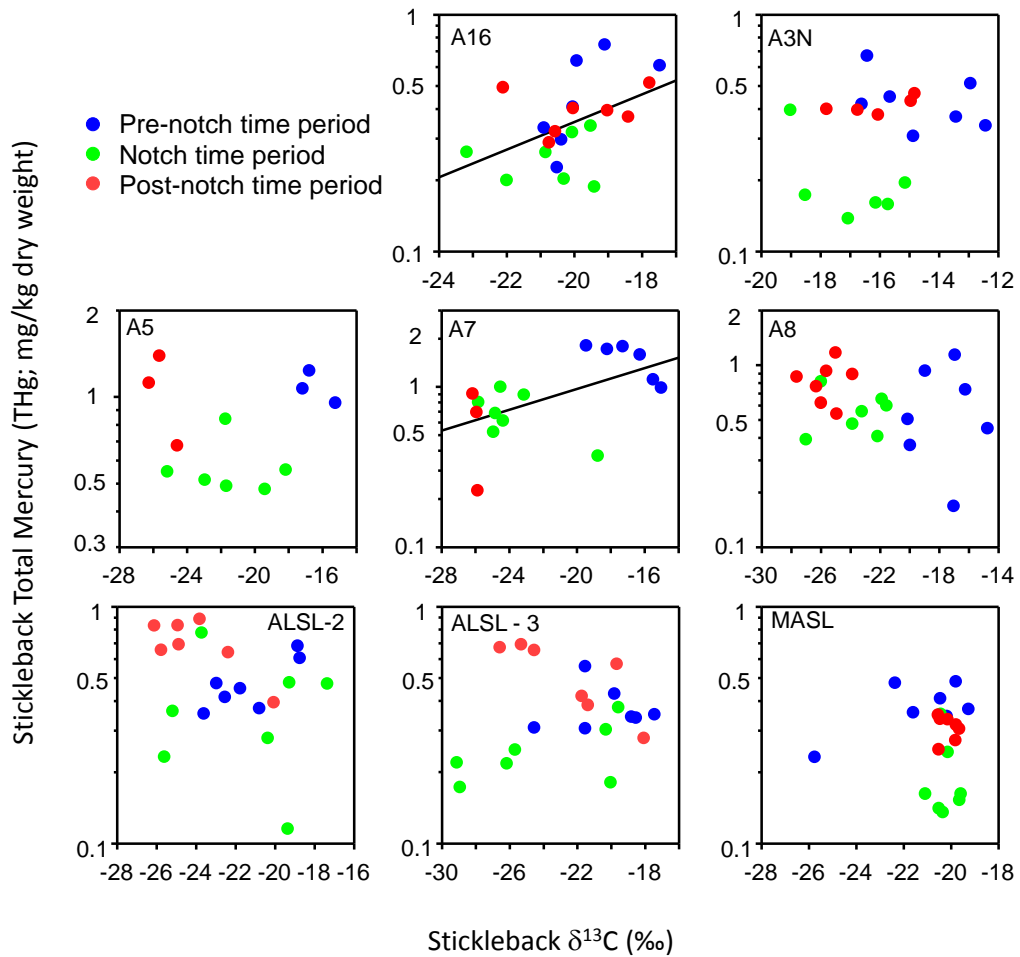 Stickleback Total Mercury (THg; mg/kg dry weight)
Pre-notch time period
Notch time period
Post-notch time period
A16
1
0.5
0.1
-24 -22 -20 -18
A3N
1
0.5
0.1
-20 -18 -16 -14 -12
A5
2
1
0.5
0.3
-28 -24 -20 -16
A7
2
1
0.5
0.1
-28 -24 -20 -16
A8
2
1
0.5
0.1
-30 -26 -22 -18 -14
ALSL-2
1
0.5
0.1
-28 -26 -24 -22 -20 -18 -16
ALSL - 3
1
0.5
0.1
-30 -26 -22 -18
MASL
1
0.5
0.1
-28 -26 -24 -22 -20 -18
Stickleback δ¹³C (‰)